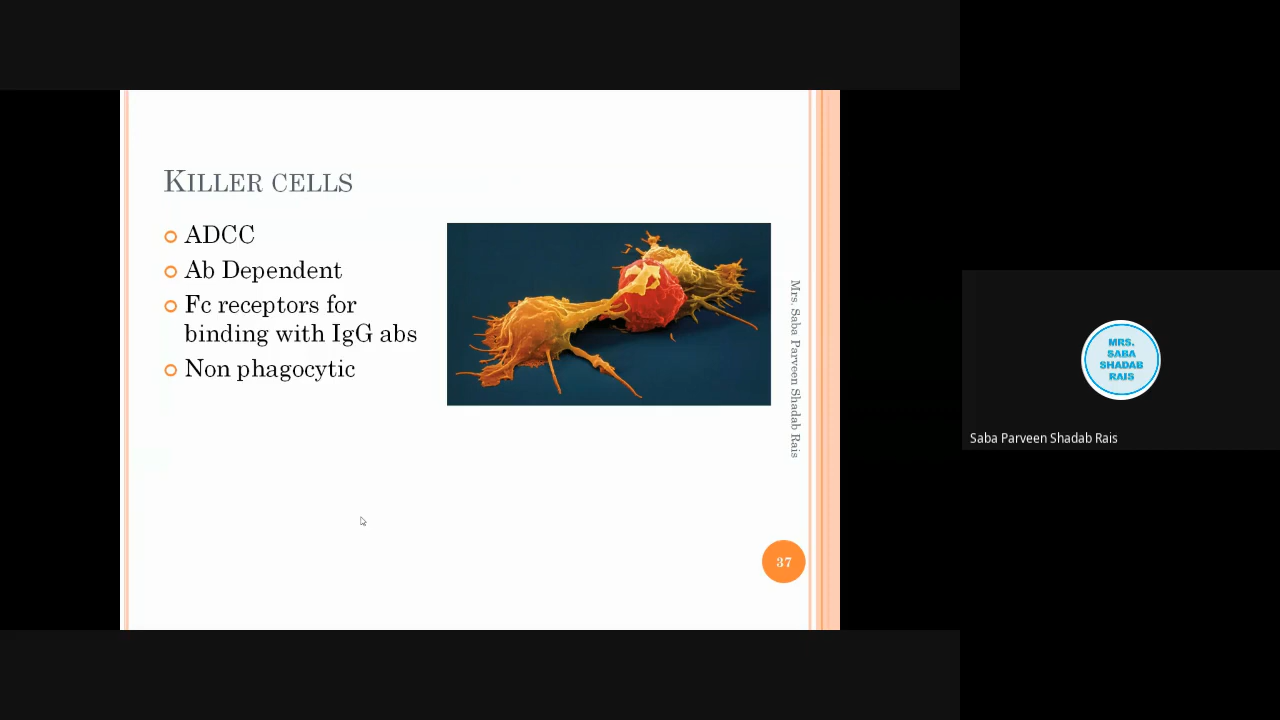 KILLER CELLS
ADCC
Ab Dependent
Fc receptors for
binding with IgG abs
Non phagocytic
Mrs. Saba Parveen Shadab Rais
37
MRS.
SABA
SHADAB
RAIS
Saba Parveen Shadab Rais